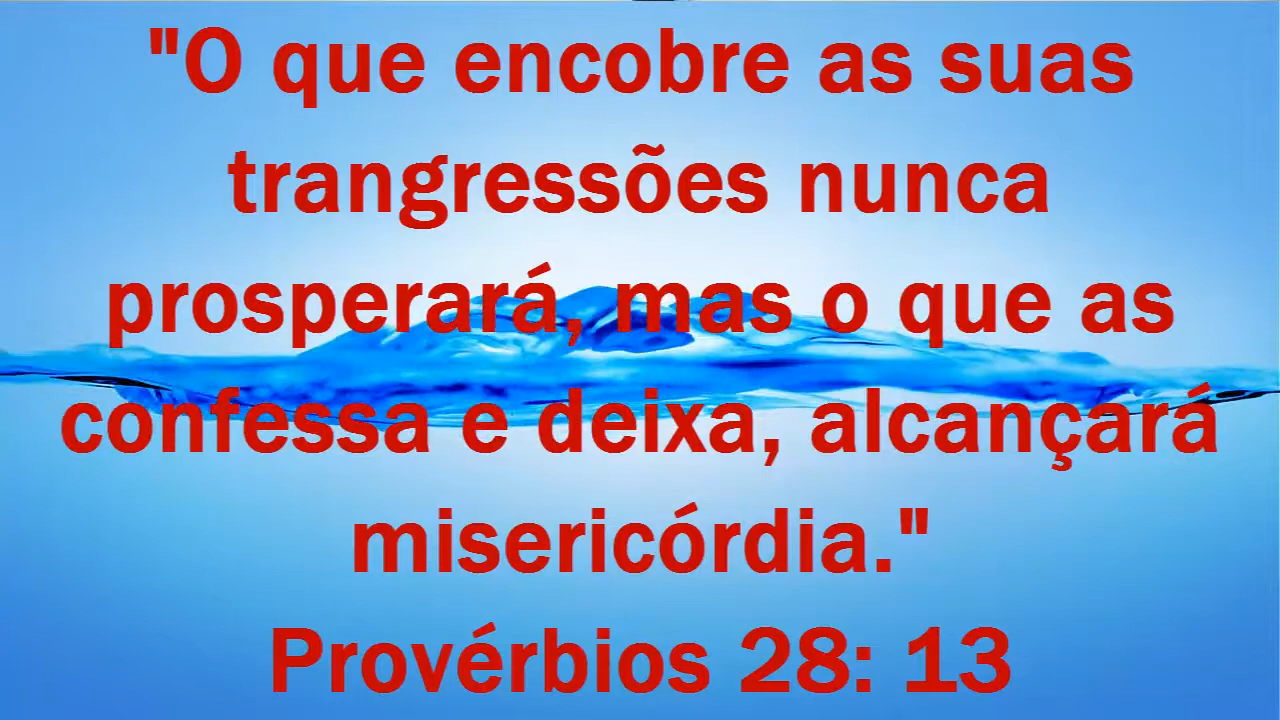 "O que encobre as suas
trangressões nunca
prosperará, mas o que as
confessa e deixa, alcançará
misericórdia."
Provérbios 28: 13